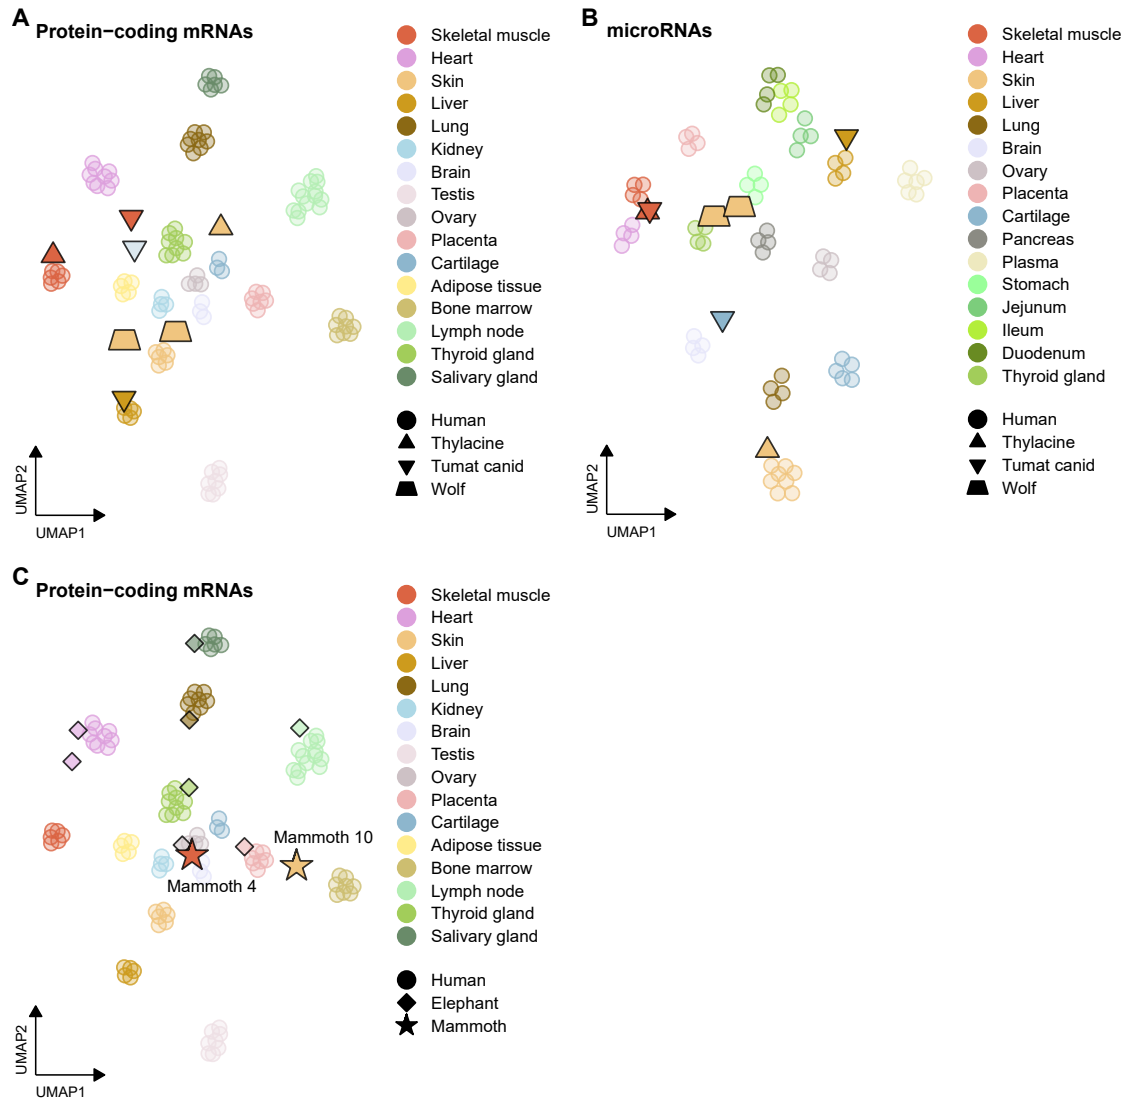 A
Protein−coding mRNAs
Skeletal muscle
Heart
Skin
Liver
Lung
Kidney
Brain
Testis
Ovary
Placenta
Cartilage
Adipose tissue
Bone marrow
Lymph node
Thyroid gland
Salivary gland
Human
Thylacine
Tumat canid
Wolf
UMAP2
UMAP1
B
microRNAs
Skeletal muscle
Heart
Skin
Liver
Lung
Brain
Ovary
Placenta
Cartilage
Pancreas
Plasma
Stomach
Jejunum
Ileum
Duodenum
Thyroid gland
Human
Thylacine
Tumat canid
Wolf
UMAP2
UMAP1
C
Protein−coding mRNAs
Mammoth 10
Mammoth 4
Skeletal muscle
Heart
Skin
Liver
Lung
Kidney
Brain
Testis
Ovary
Placenta
Cartilage
Adipose tissue
Bone marrow
Lymph node
Thyroid gland
Salivary gland
Human
Elephant
Mammoth
UMAP2
UMAP1